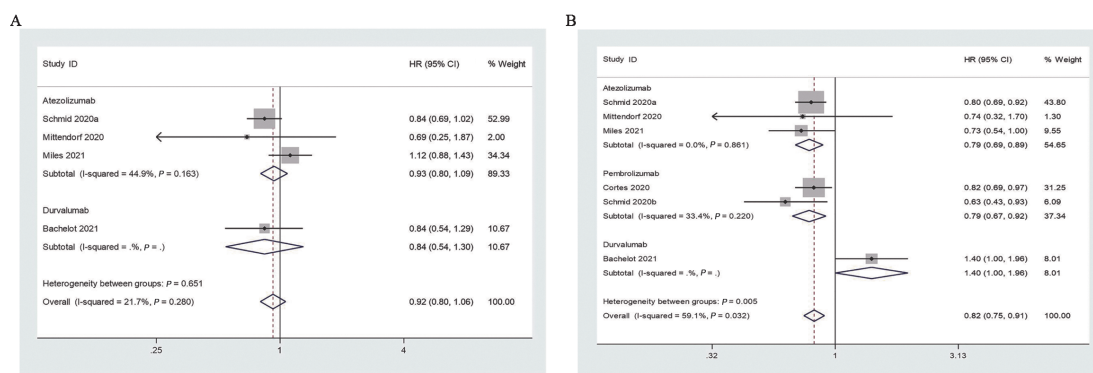 A
Study ID HR (95% CI) % Weight
Atezolizumab
Schmid 2020a 0.84 (0.69, 1.02) 52.99
Mittendorf 2020 0.69 (0.25, 1.87) 2.00
Miles 2021 1.12 (0.88, 1.43) 34.34
Subtotal (I-squared = 44.9%, P = 0.163) 0.93 (0.80, 1.09) 89.33
Durvalumab
Bachelot 2021 0.84 (0.54, 1.29) 10.67
Subtotal (I-squared = .%, P = .) 0.84 (0.54, 1.30) 10.67
Heterogeneity between groups: P = 0.651
Overall (I-squared = 21.7%, P = 0.280) 0.92 (0.80, 1.06) 100.00
.25 1 4
B
Study ID HR (95% CI) % Weight
Atezolizumab
Schmid 2020a 0.80 (0.69, 0.92) 43.80
Mittendorf 2020 0.74 (0.32, 1.70) 1.30
Miles 2021 0.73 (0.54, 1.00) 9.55
Subtotal (I-squared = 0.0%, P = 0.861) 0.79 (0.69, 0.89) 54.65
Pembrolizumab
Cortes 2020 0.82 (0.69, 0.97) 31.25
Schmid 2020b 0.63 (0.43, 0.93) 6.09
Subtotal (I-squared = 33.4%, P = 0.220) 0.79 (0.67, 0.92) 37.34
Durvalumab
Bachelot 2021 1.40 (1.00, 1.96) 8.01
Subtotal (I-squared = .%, P = .) 1.40 (1.00, 1.96) 8.01
Heterogeneity between groups: P = 0.005
Overall (I-squared = 59.1%, P = 0.032) 0.82 (0.75, 0.91) 100.00
.32 1 3.13